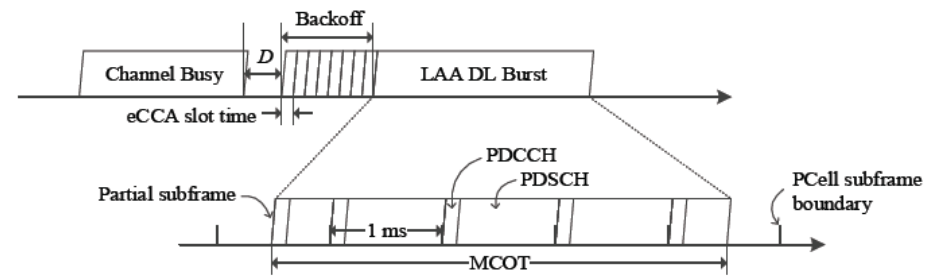 Backoff
D
Channel Busy
LAA DL Burst
eCCA slot time
PDCCH
Partial subframe
PDSCH
PCell subframe
boundary
1 ms
MCOT